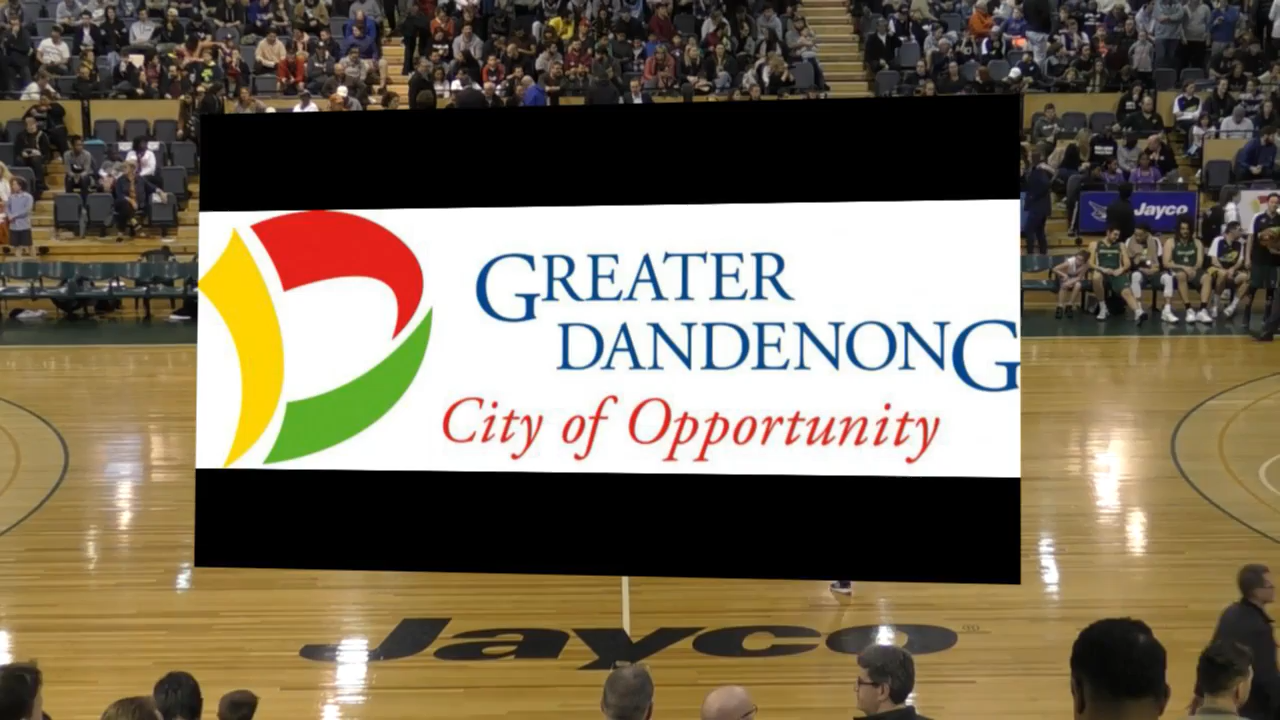 Jayco
GREATER
DANDENONG
City of Opportunity
Jayco